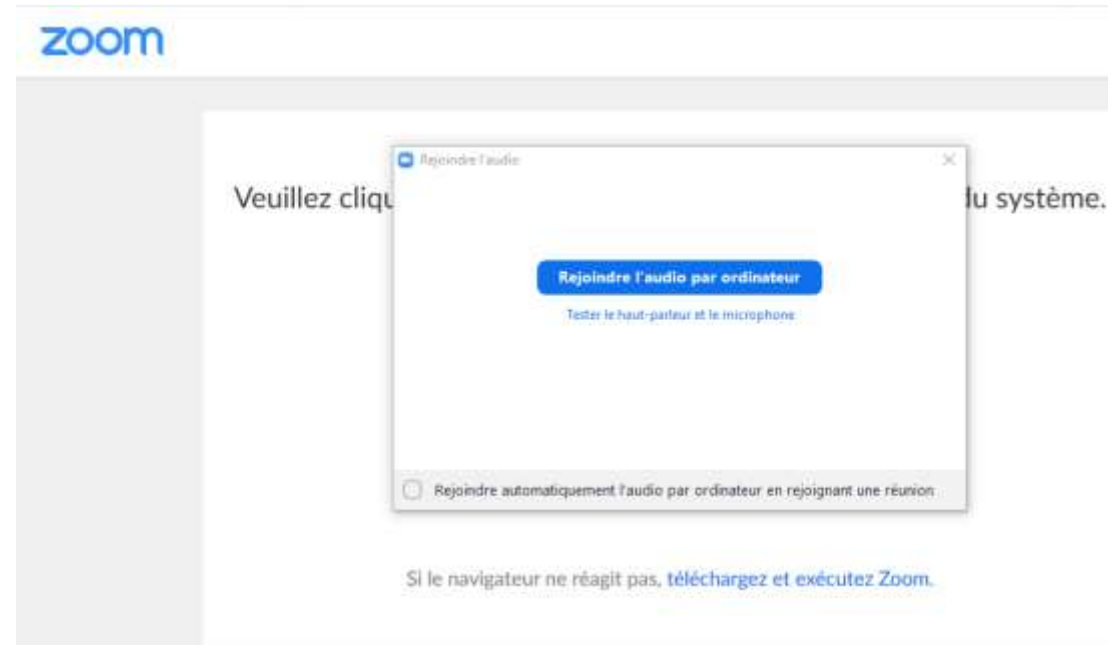 zoom
Rejoindre l'audio
Veuillez cliqu
du système.
Rejoindre l'audio par ordinateur
Tester le haut-parleur et le microphone
Rejoindre automatiquement l'audio par ordinateur en rejoignant une réunion
Si le navigateur ne réagit pas, téléchargez et exécutez Zoom.